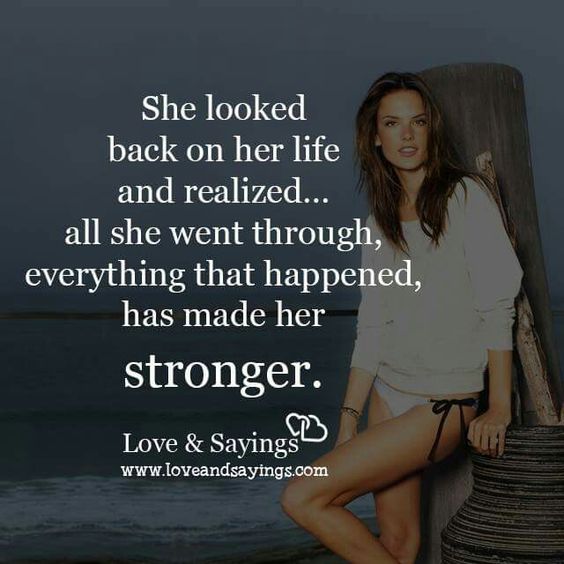 She looked
back on her life
and realized...
all she went through,
everything that happened,
has made her
stronger.
Love & Sayings
www.loveandsayings.com